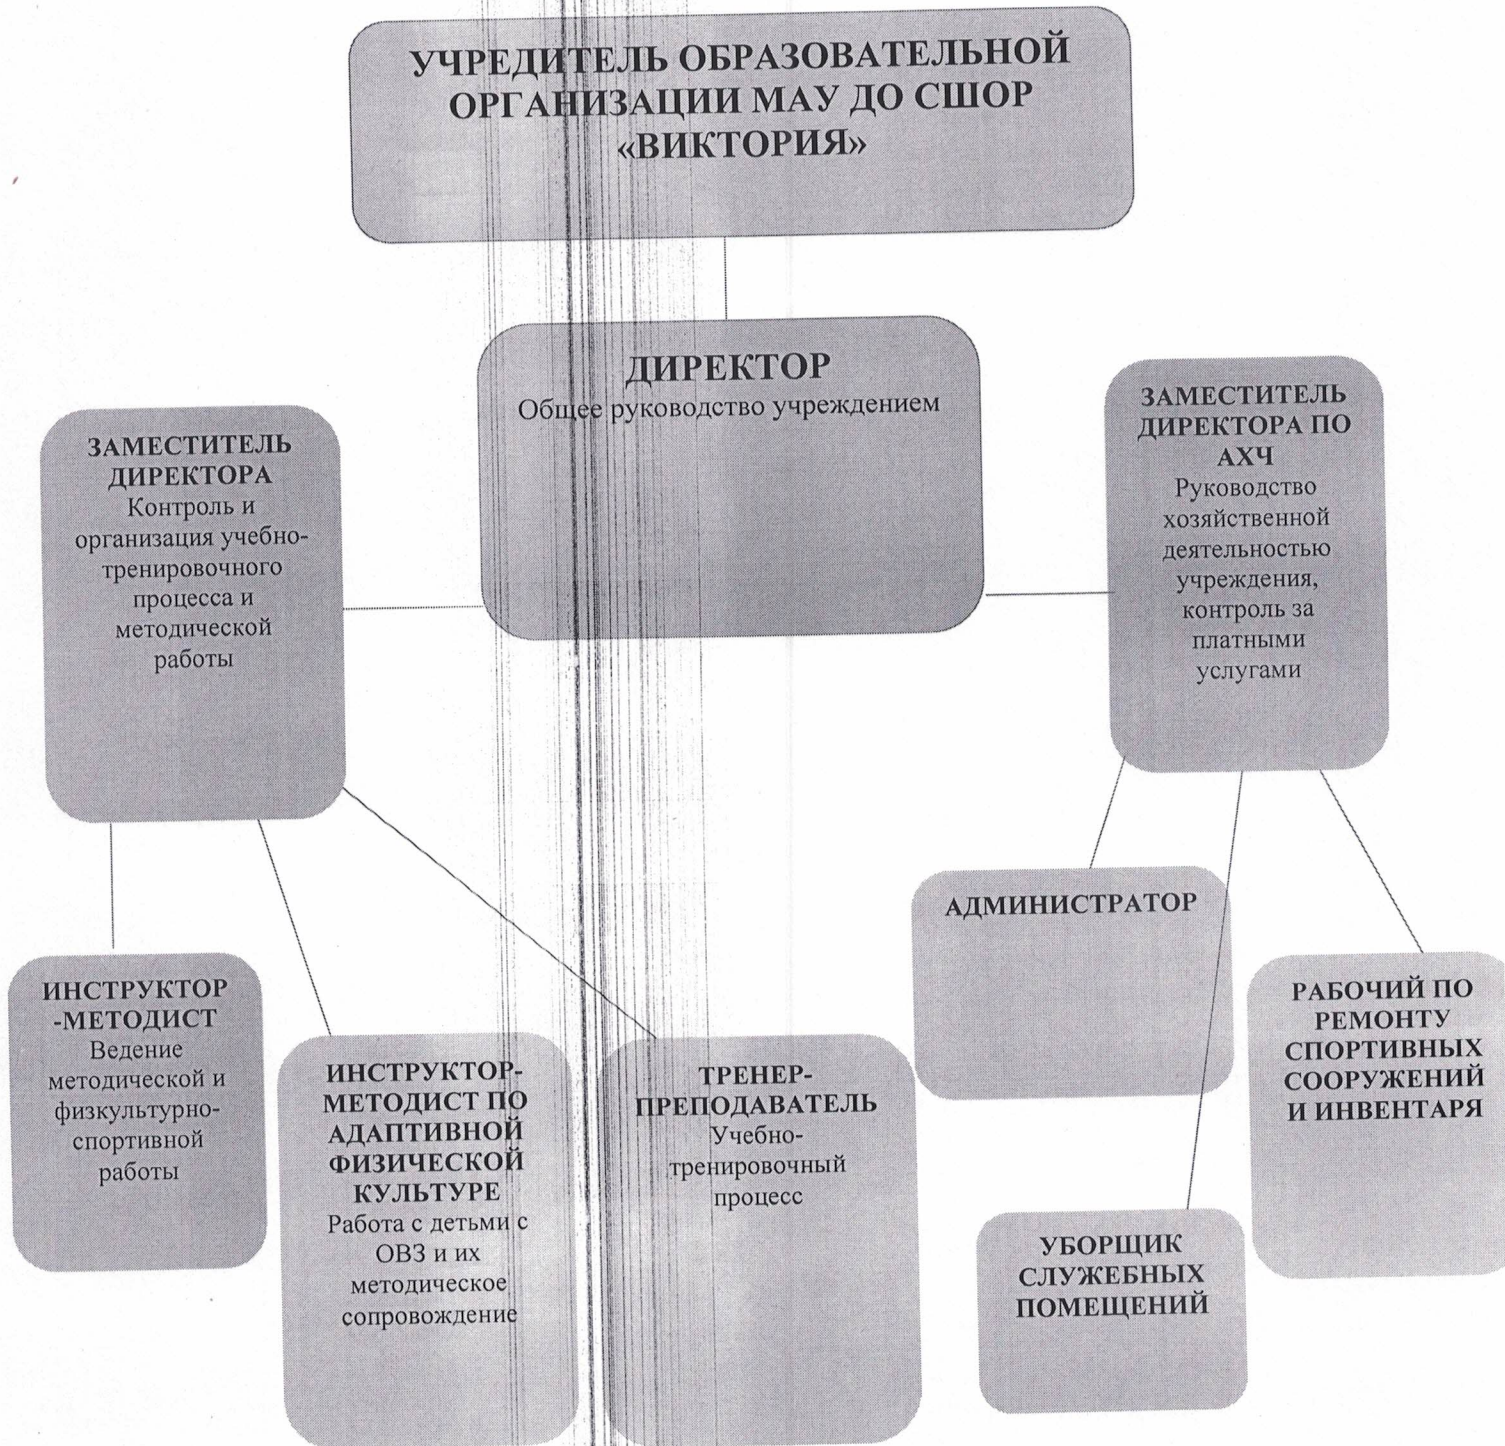 УЧРЕДИТЕЛЬ ОБРАЗОВАТЕЛЬНОЙ
ОРГАНИЗАЦИИ МАУ ДО СШОР
«ВИКТОРИЯ»
ДИРЕКТОР
Общее руководство учреждением
ЗАМЕСТИТЕЛЬ
ДИРЕКТОРА
Контроль и
организация учебно-
тренировочного
процесса и
методической
работы
ЗАМЕСТИТЕЛЬ
ДИРЕКТОРА ПО
АХЧ
Руководство
хозяйственной
деятельностью
учреждения,
контроль за
платными
услугами
ИНСТРУКТОР
-МЕТОДИСТ
Ведение
методической и
физкультурно-
спортивной
работы
ИНСТРУКТОР-
МЕТОДИСТ ПО
АДАПТИВНОЙ
ФИЗИЧЕСКОЙ
КУЛЬТУРЕ
Работа с детьми с
ОВЗ и их
методическое
сопровождение
ТРЕНЕР-
ПРЕПОДАВАТЕЛЬ
Учебно-
тренировочный
процесс
АДМИНИСТРАТОР
УБОРЩИК
СЛУЖЕБНЫХ
ПОМЕЩЕНИЙ
РАБОЧИЙ ПО
РЕМОНТУ
СПОРТИВНЫХ
СООРУЖЕНИЙ
И ИНВЕНТАРЯ